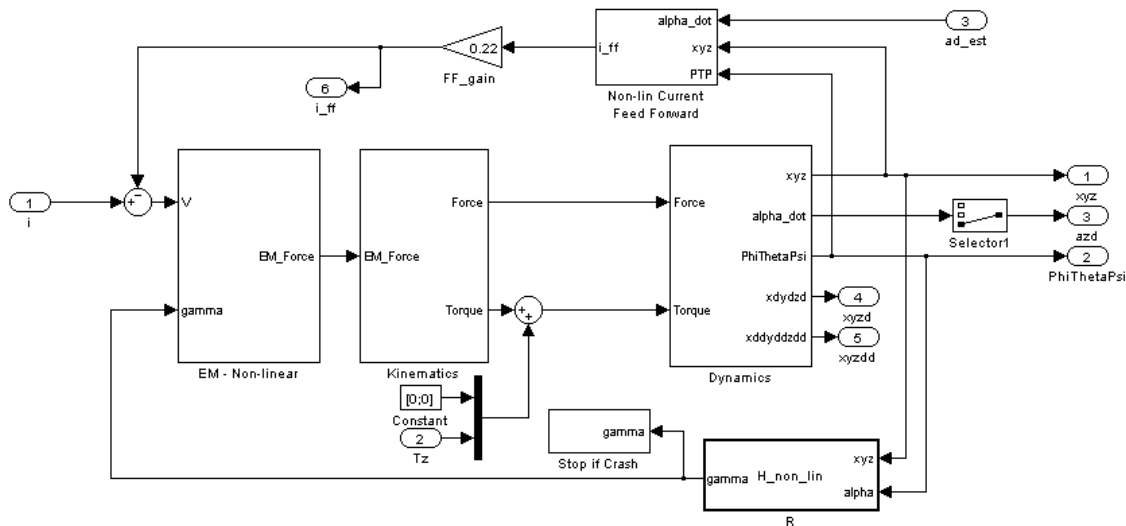 alpha_dot
3
ad_est
i_ff
xyz
0.22
FF_gain
PTP
6
i_ff
Non-lin Current
Feed Forward
xyz
1
xyz
1
i
+
−
V
Force
Force
alpha_dot
Selector1
3
azd
EM_Force
EM_Force
PhiThetaPsi
2
PhiThetaPsi
gamma
Torque
+
+
Torque
xdydzd
4
xyzd
xddyddzdd
5
xyzdd
EM - Non-linear
Kinematics
Dynamics
[0;0]
Constant
2
Tz
gamma
Stop if Crash
xyz
gamma
H_non_lin
alpha
R